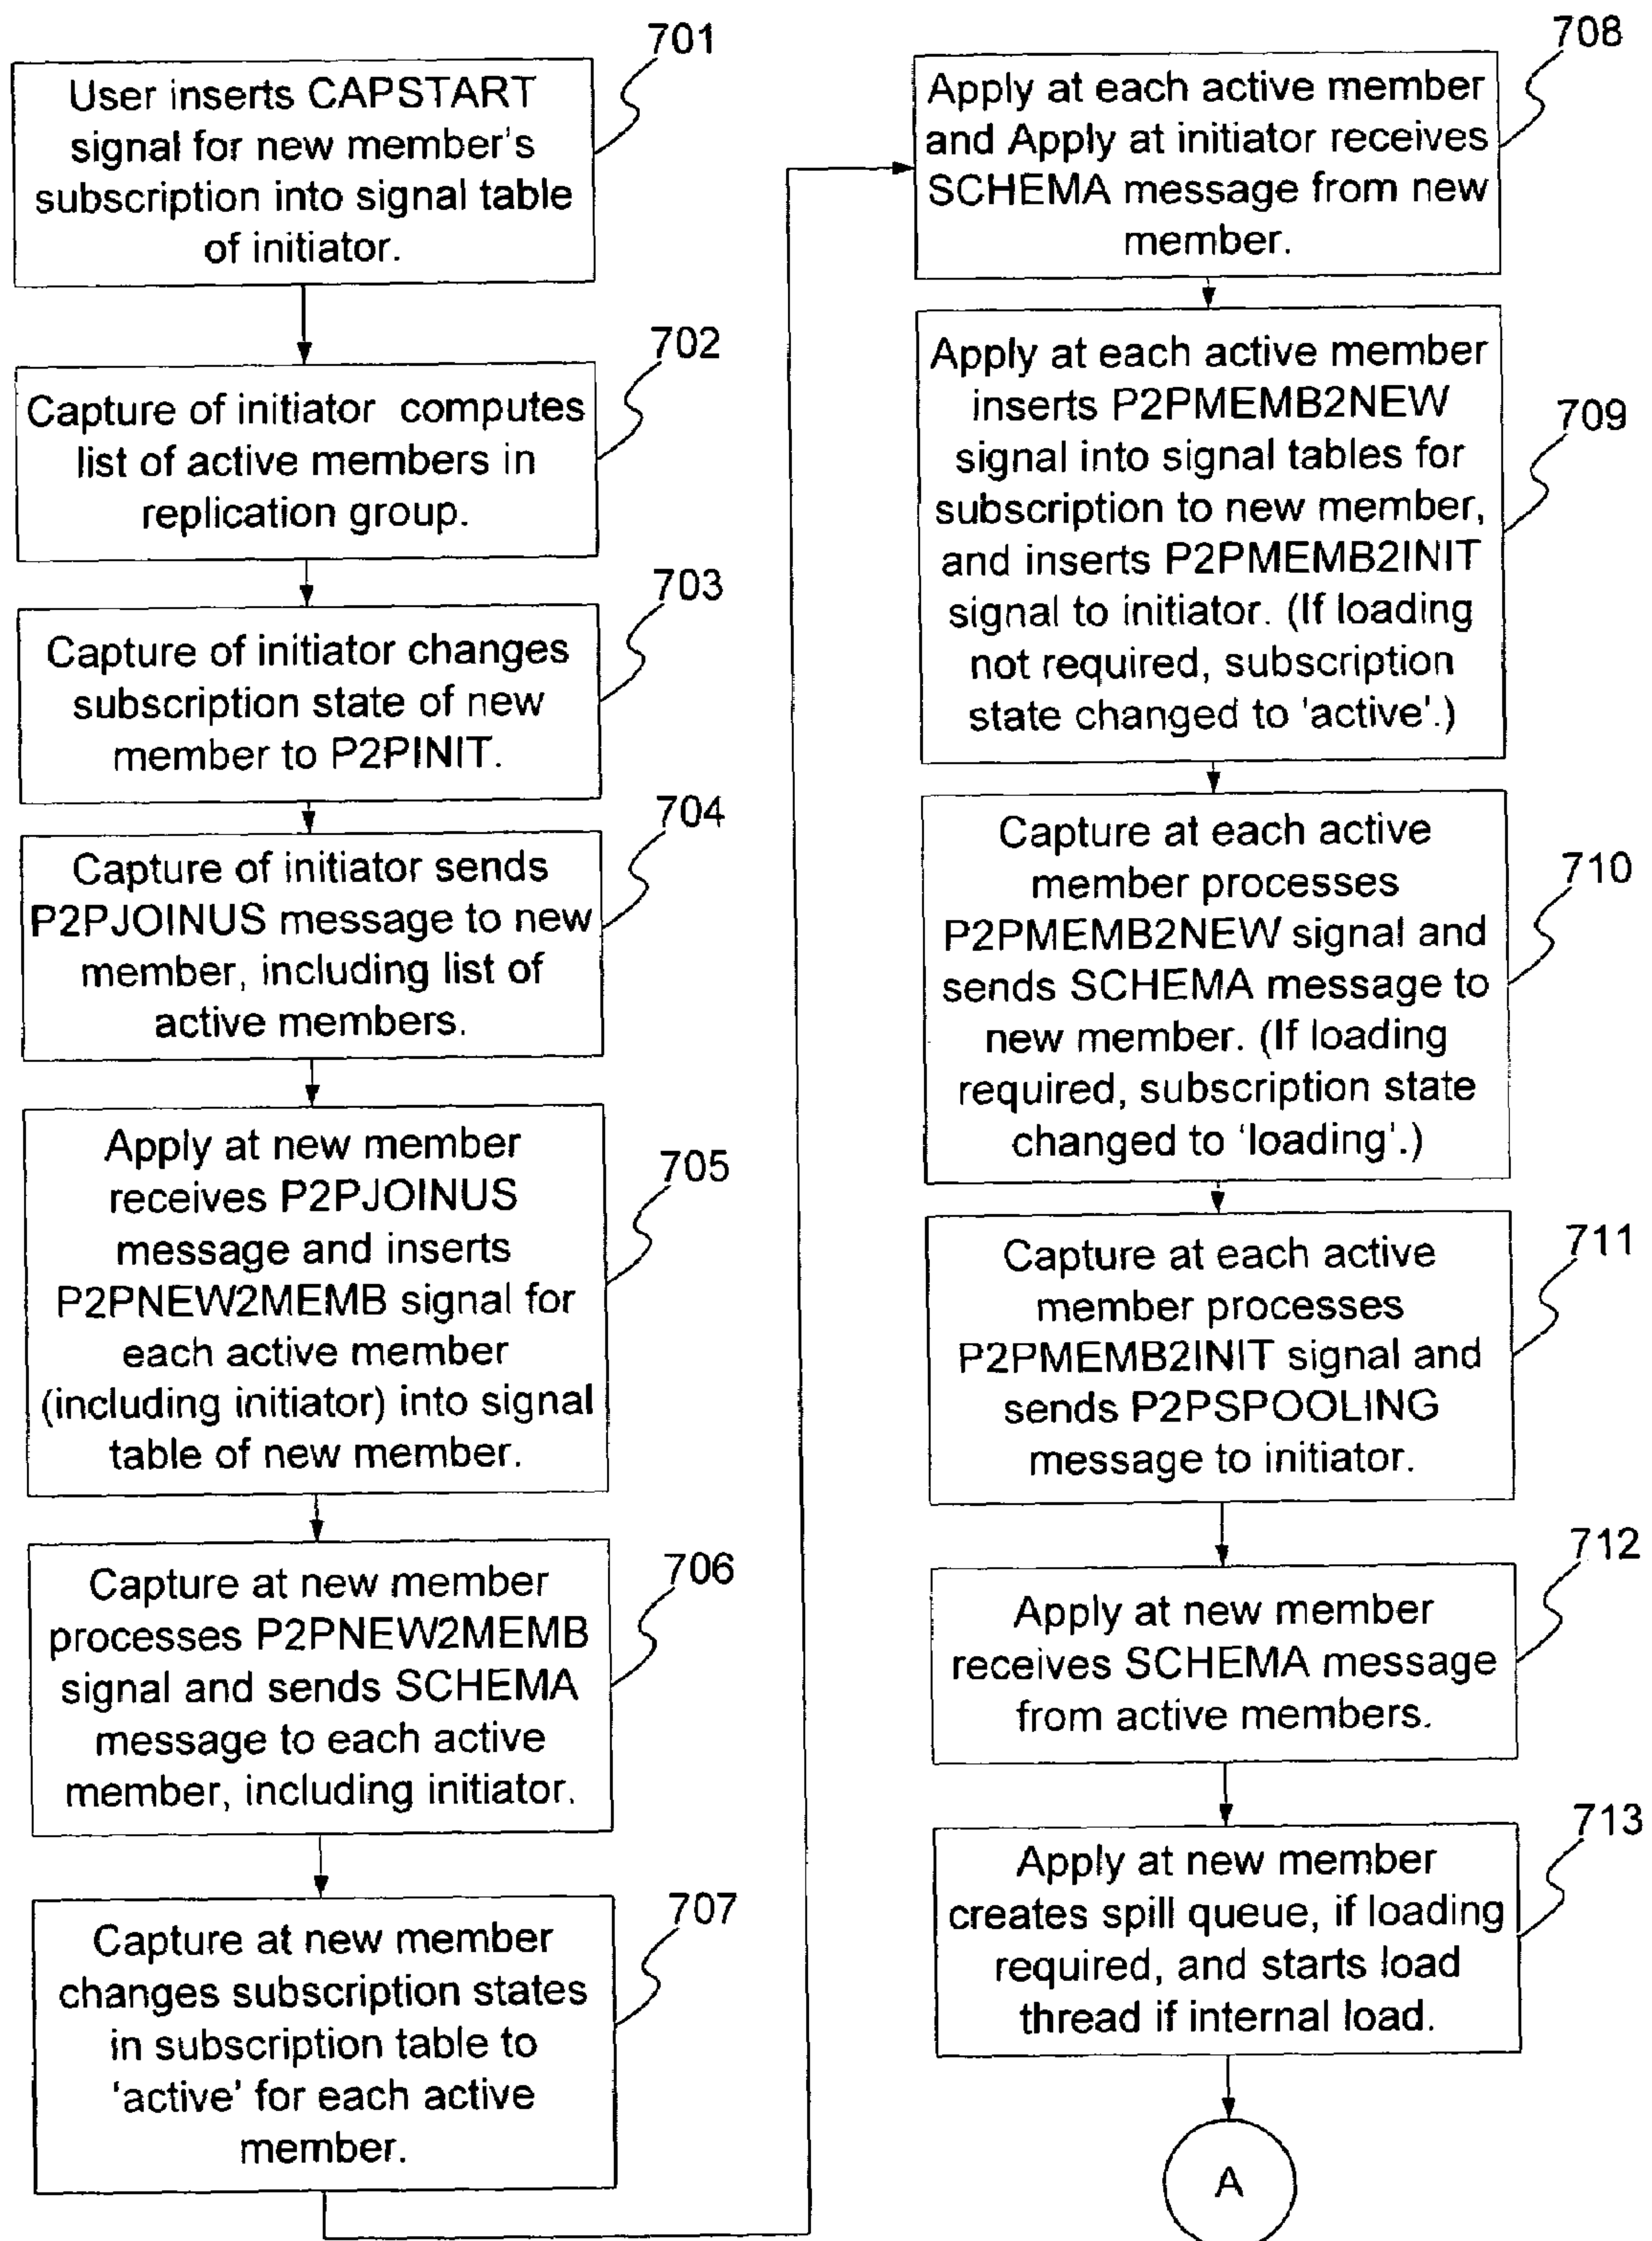 701
User inserts CAPSTART
signal for new member's
subscription into signal table
of initiator.
702
Capture of initiator computes
list of active members in
replication group.
703
Capture of initiator changes
subscription state of new
member to P2PINIT.
704
Capture of initiator sends
P2PJOINUS message to new
member, including list of
active members.
705
Apply at new member
receives P2PJOINUS
message and inserts
P2PNEW2MEMB signal for
each active member
(including initiator) into signal
table of new member.
706
Capture at new member
processes P2PNEW2MEMB
signal and sends SCHEMA
message to each active
member, including initiator.
707
Capture at new member
changes subscription states
in subscription table to
'active' for each active
member.
708
Apply at each active member
and Apply at initiator receives
SCHEMA message from new
member.
709
Apply at each active member
inserts P2PMEMB2NEW
signal into signal tables for
subscription to new member,
and inserts P2PMEMB2INIT
signal to initiator. (If loading
not required, subscription
state changed to 'active'.)
710
Capture at each active
member processes
P2PMEMB2NEW signal and
sends SCHEMA message to
new member. (If loading
required, subscription state
changed to 'loading'.)
711
Capture at each active
member processes
P2PMEMB2INIT signal and
sends P2PSPOOLING
message to initiator.
712
Apply at new member
receives SCHEMA message
from active members.
713
Apply at new member
creates spill queue, if loading
required, and starts load
thread if internal load.
A